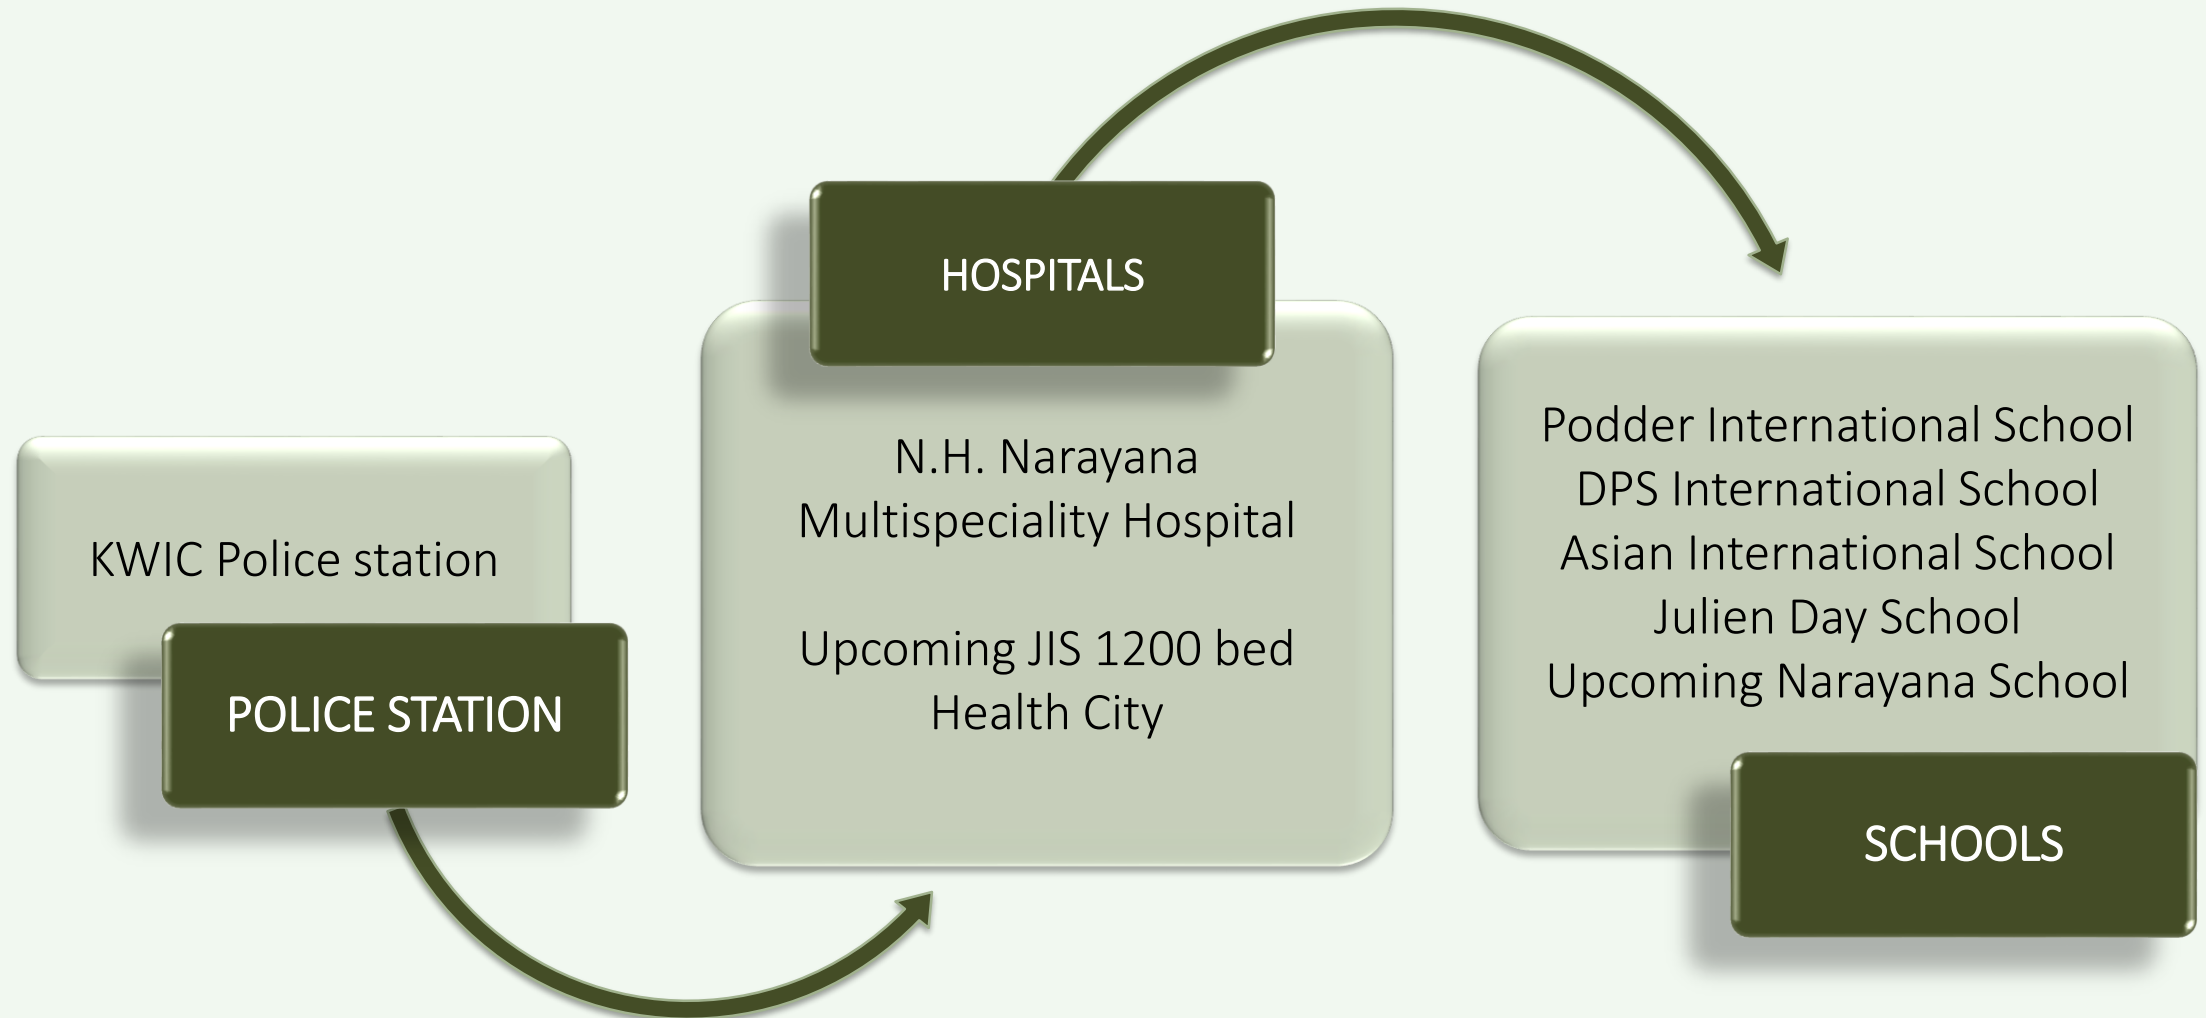 KWIC Police station
POLICE STATION
HOSPITALS
N.H. Narayana
Multispeciality Hospital
Upcoming JIS 1200 bed
Health City
Podder International School
DPS International School
Asian International School
Julien Day School
Upcoming Narayana School
SCHOOLS